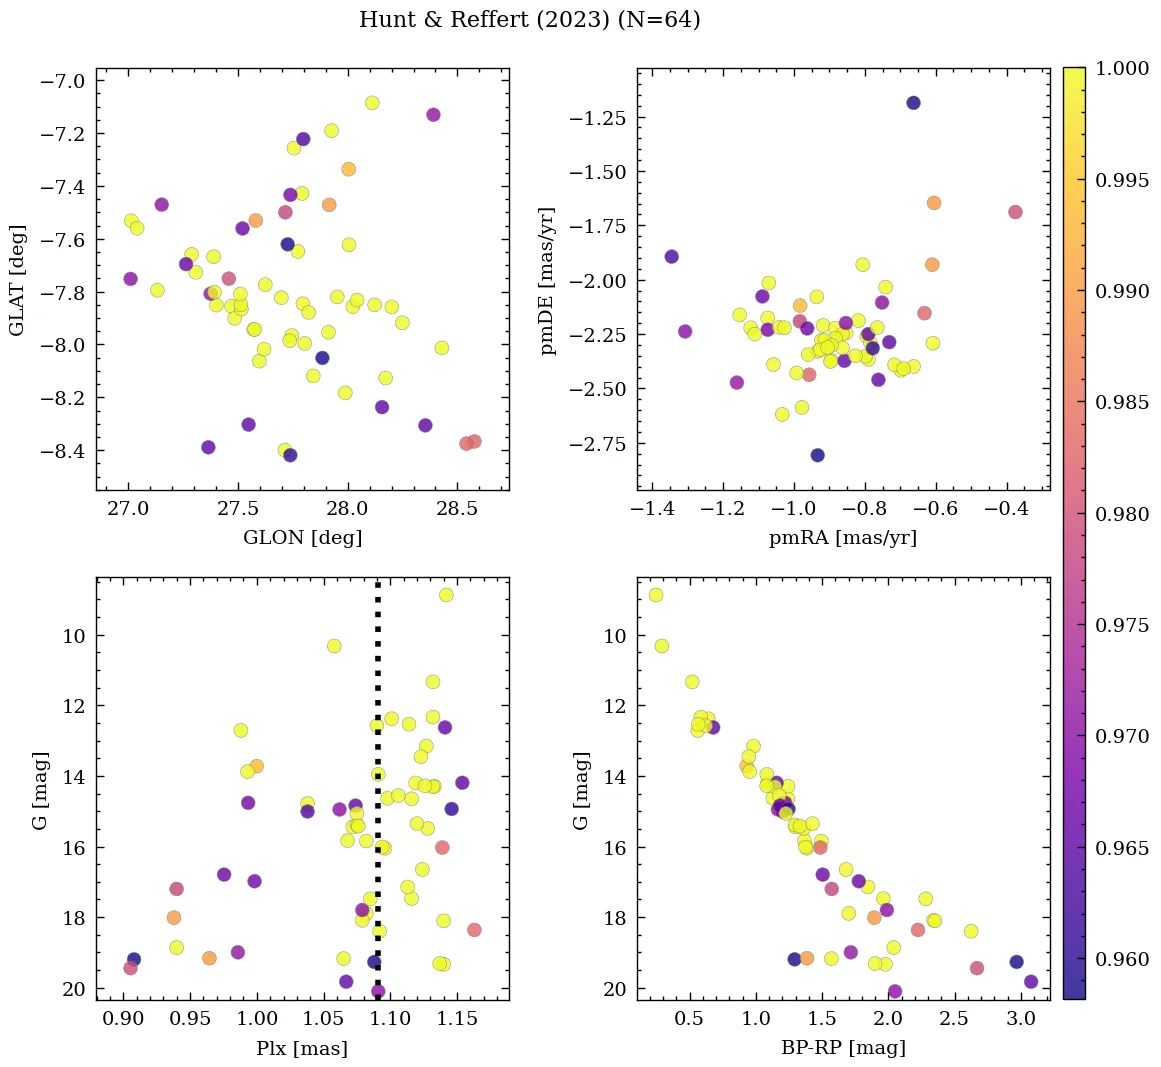 Hunt & Reffert (2023) (N=64)
−7.0
−7.2
−7.4
−7.6
−7.8
−8.0
−8.2
−8.4
GLAT [deg]
27.0 27.5 28.0 28.5
GLON [deg]
−1.25
−1.50
−1.75
−2.00
−2.25
−2.50
−2.75
pmDE [mas/yr]
−1.4 −1.2 −1.0 −0.8 −0.6 −0.4
pmRA [mas/yr]
10
12
14
16
18
20
G [mag]
0.90 0.95 1.00 1.05 1.10 1.15
Plx [mas]
10
12
14
16
18
20
G [mag]
0.5 1.0 1.5 2.0 2.5 3.0
BP-RP [mag]
1.000
0.995
0.990
0.985
0.980
0.975
0.970
0.965
0.960